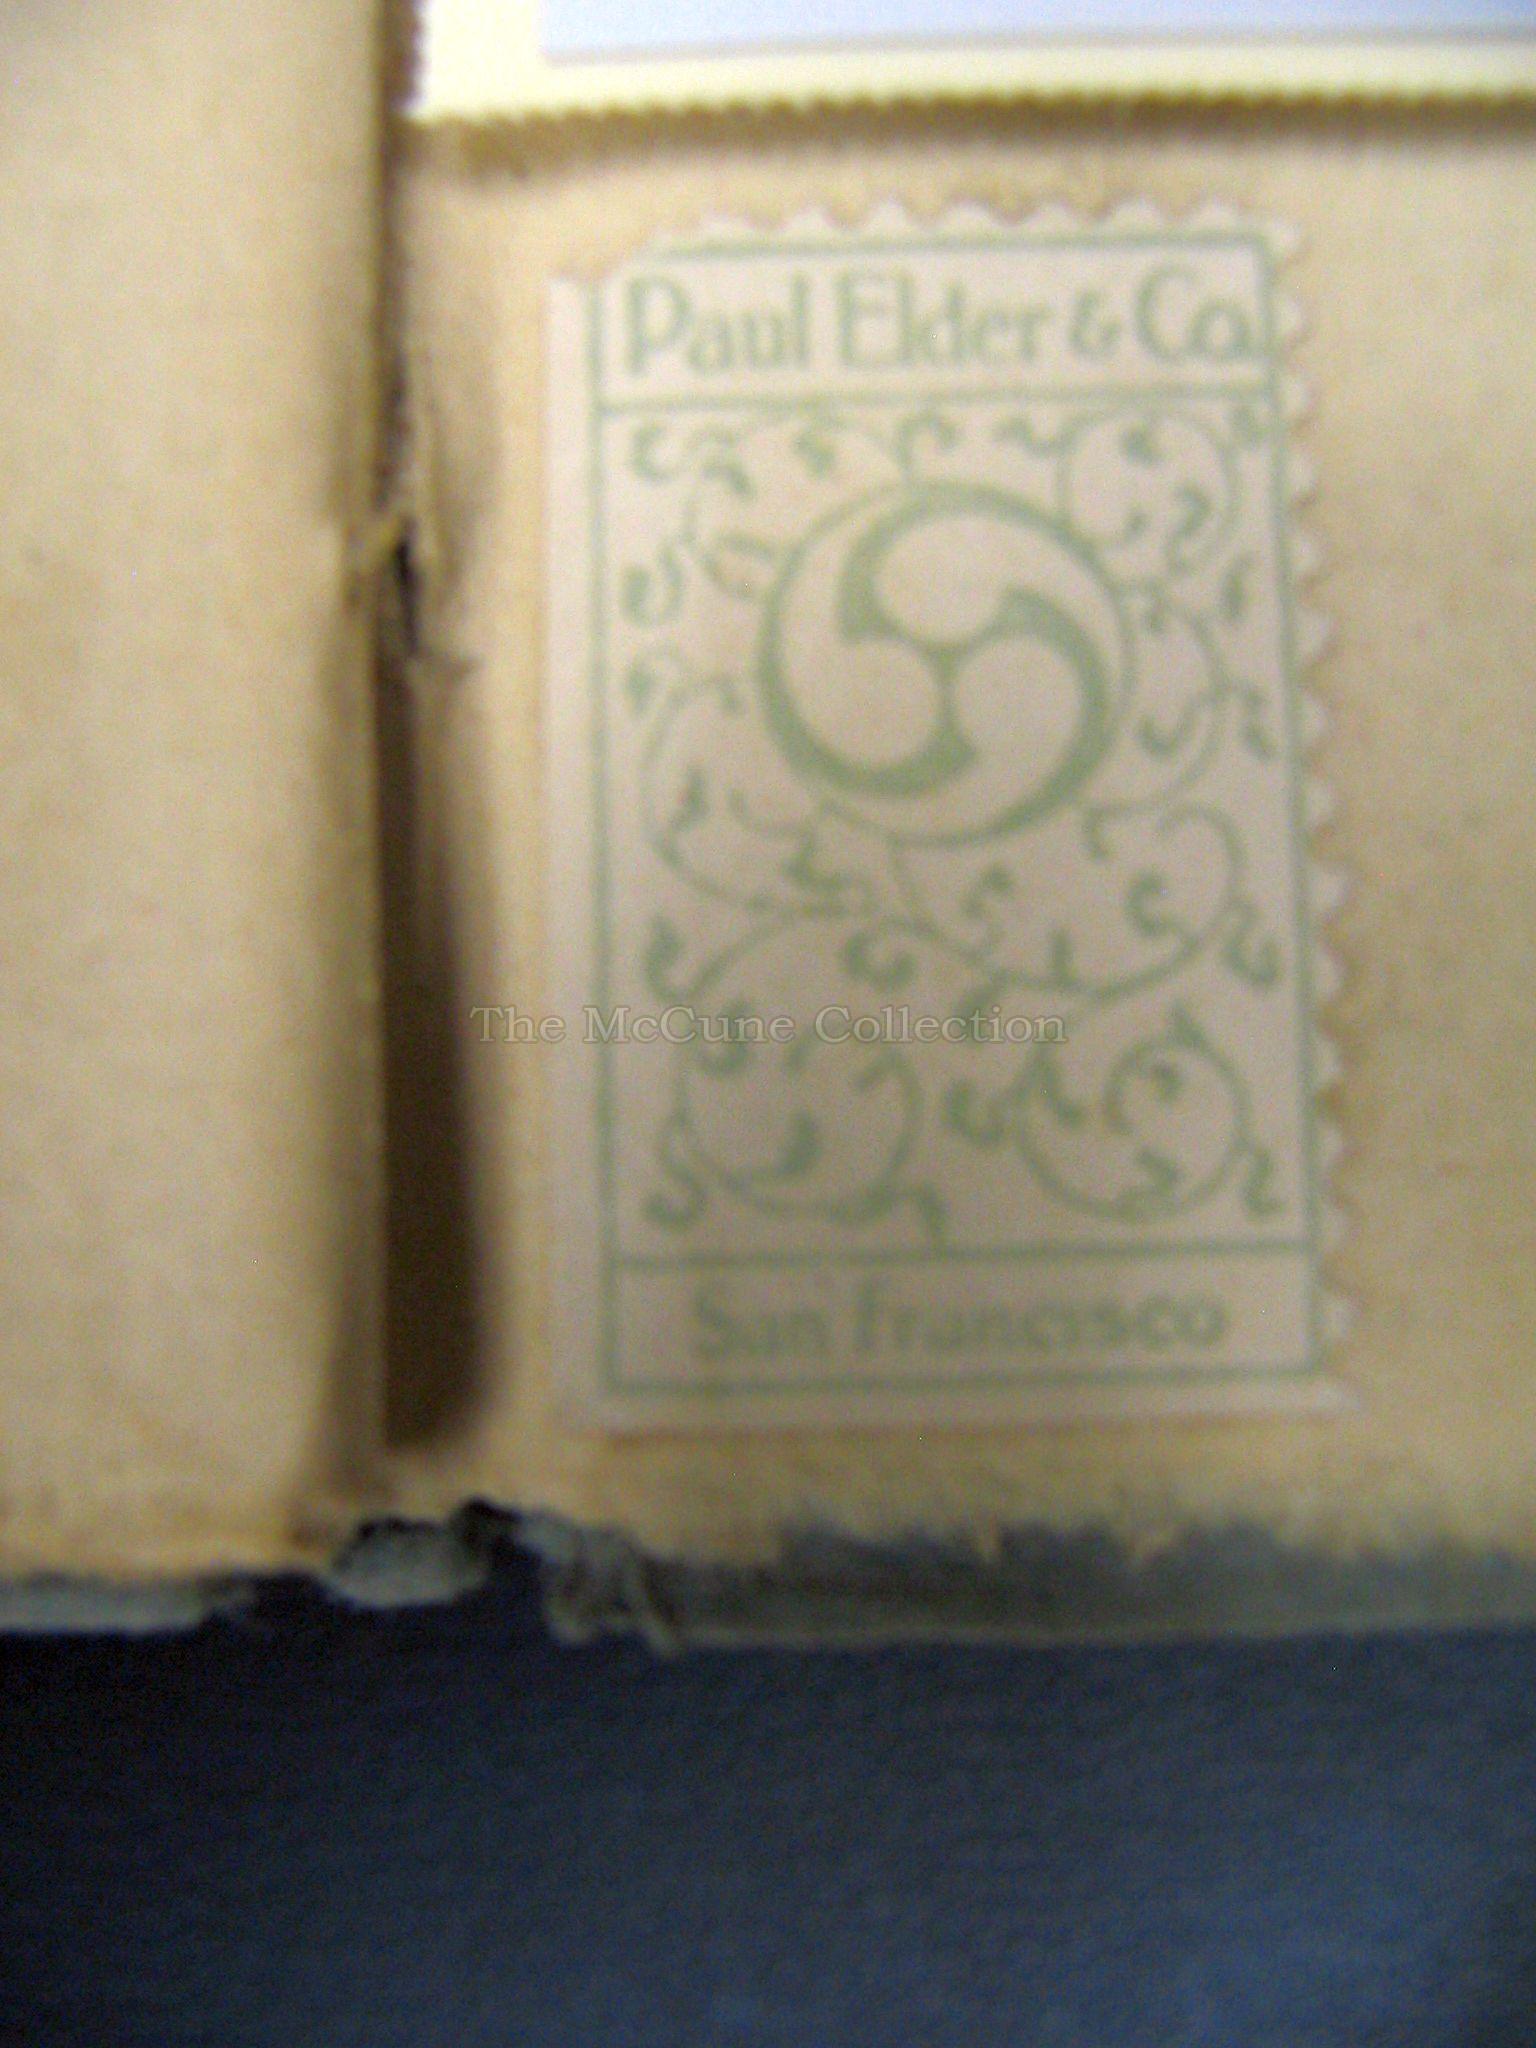 Paul Elder & Co.
The McCune Collection
San Francisco